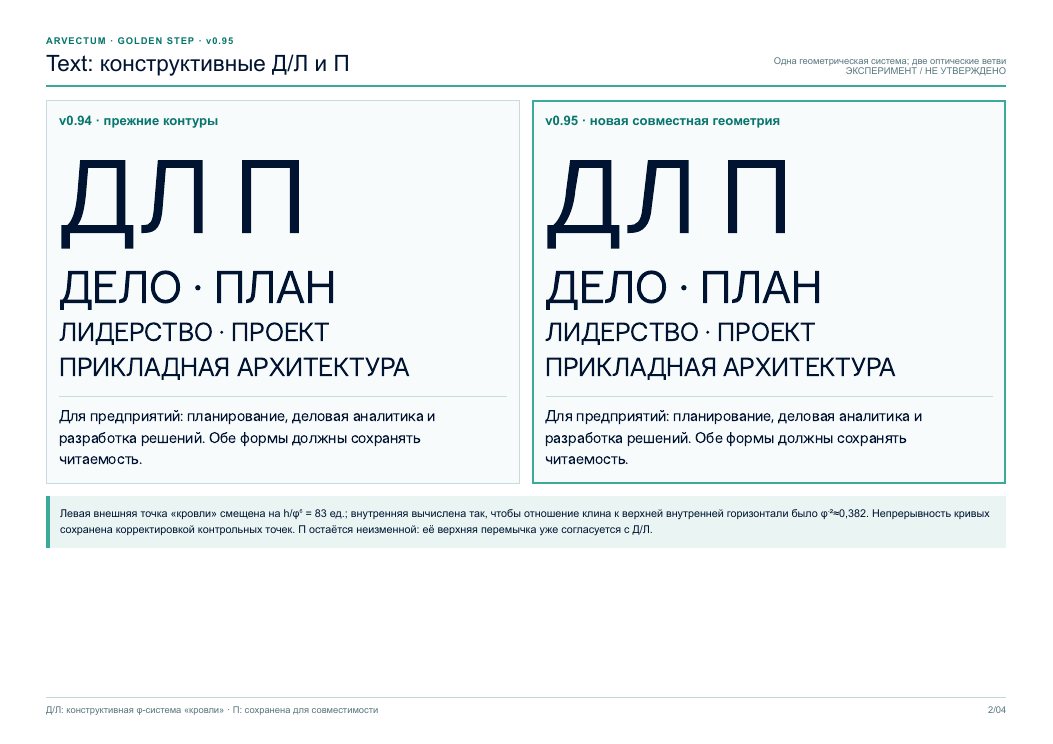 ARVECTUM · GOLDEN STEP · v0.95
Text: конструктивные Д/Л и П
Одна геометрическая система; две оптические ветви
ЭКСПЕРИМЕНТ / НЕ УТВЕРЖДЕНО
v0.94 · прежние контуры
ДЛ П
ДЕЛО · ПЛАН
ЛИДЕРСТВО · ПРОЕКТ
ПРИКЛАДНАЯ АРХИТЕКТУРА
Для предприятий: планирование, деловая аналитика и
разработка решений. Обе формы должны сохранять
читаемость.
v0.95 · новая совместная геометрия
ДЛ П
ДЕЛО · ПЛАН
ЛИДЕРСТВО · ПРОЕКТ
ПРИКЛАДНАЯ АРХИТЕКТУРА
Для предприятий: планирование, деловая аналитика и
разработка решений. Обе формы должны сохранять
читаемость.
Левая внешняя точка «кровли» смещена на = 83 ед.; внутренняя вычислена так, чтобы отношение клина к верхней внутренней горизонтали было φ⁻²≈0,382. Непрерывность кривых
сохранена корректировкой контрольных точек. П остаётся неизменной: её верхняя перемычка уже согласуется с Д/Л.
Д/Л: конструктивная φ-система «кровли» · П: сохранена для совместимости
2/04